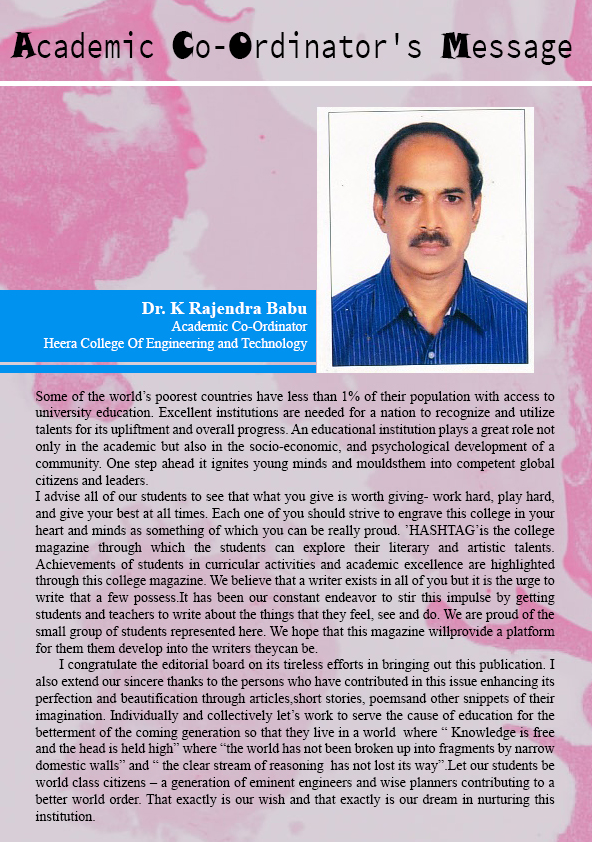 Academic Co-Ordinator's Message
Dr. K Rajendra Babu
Academic Co-Ordinator
Heera College Of Engineering and Technology
Some of the world’s poorest countries have less than 1% of their population with access to
university education. Excellent institutions are needed for a nation to recognize and utilize
talents for its upliftment and overall progress. An educational institution plays a great role not
only in the academic but also in the socio-economic, and psychological development of a
community. One step ahead it ignites young minds and mouldsthem into competent global
citizens and leaders.
I advise all of our students to see that what you give is worth giving- work hard, play hard,
and give your best at all times. Each one of you should strive to engrave this college in your
heart and minds as something of which you can be really proud. ’HASHTAG’is the college
magazine through which the students can explore their literary and artistic talents.
Achievements of students in curricular activities and academic excellence are highlighted
through this college magazine. We believe that a writer exists in all of you but it is the urge to
write that a few possess.It has been our constant endeavor to stir this impulse by getting
students and teachers to write about the things that they feel, see and do. We are proud of the
small group of students represented here. We hope that this magazine willprovide a platform
for them them develop into the writers theycan be.
I congratulate the editorial board on its tireless efforts in bringing out this publication. I
also extend our sincere thanks to the persons who have contributed in this issue enhancing its
perfection and beautification through articles,short stories, poemsand other snippets of their
imagination. Individually and collectively let’s work to serve the cause of education for the
betterment of the coming generation so that they live in a world where “ Knowledge is free
and the head is held high” where “the world has not been broken up into fragments by narrow
domestic walls” and “ the clear stream of reasoning has not lost its way”.Let our students be
world class citizens – a generation of eminent engineers and wise planners contributing to a
better world order. That exactly is our wish and that exactly is our dream in nurturing this
institution.